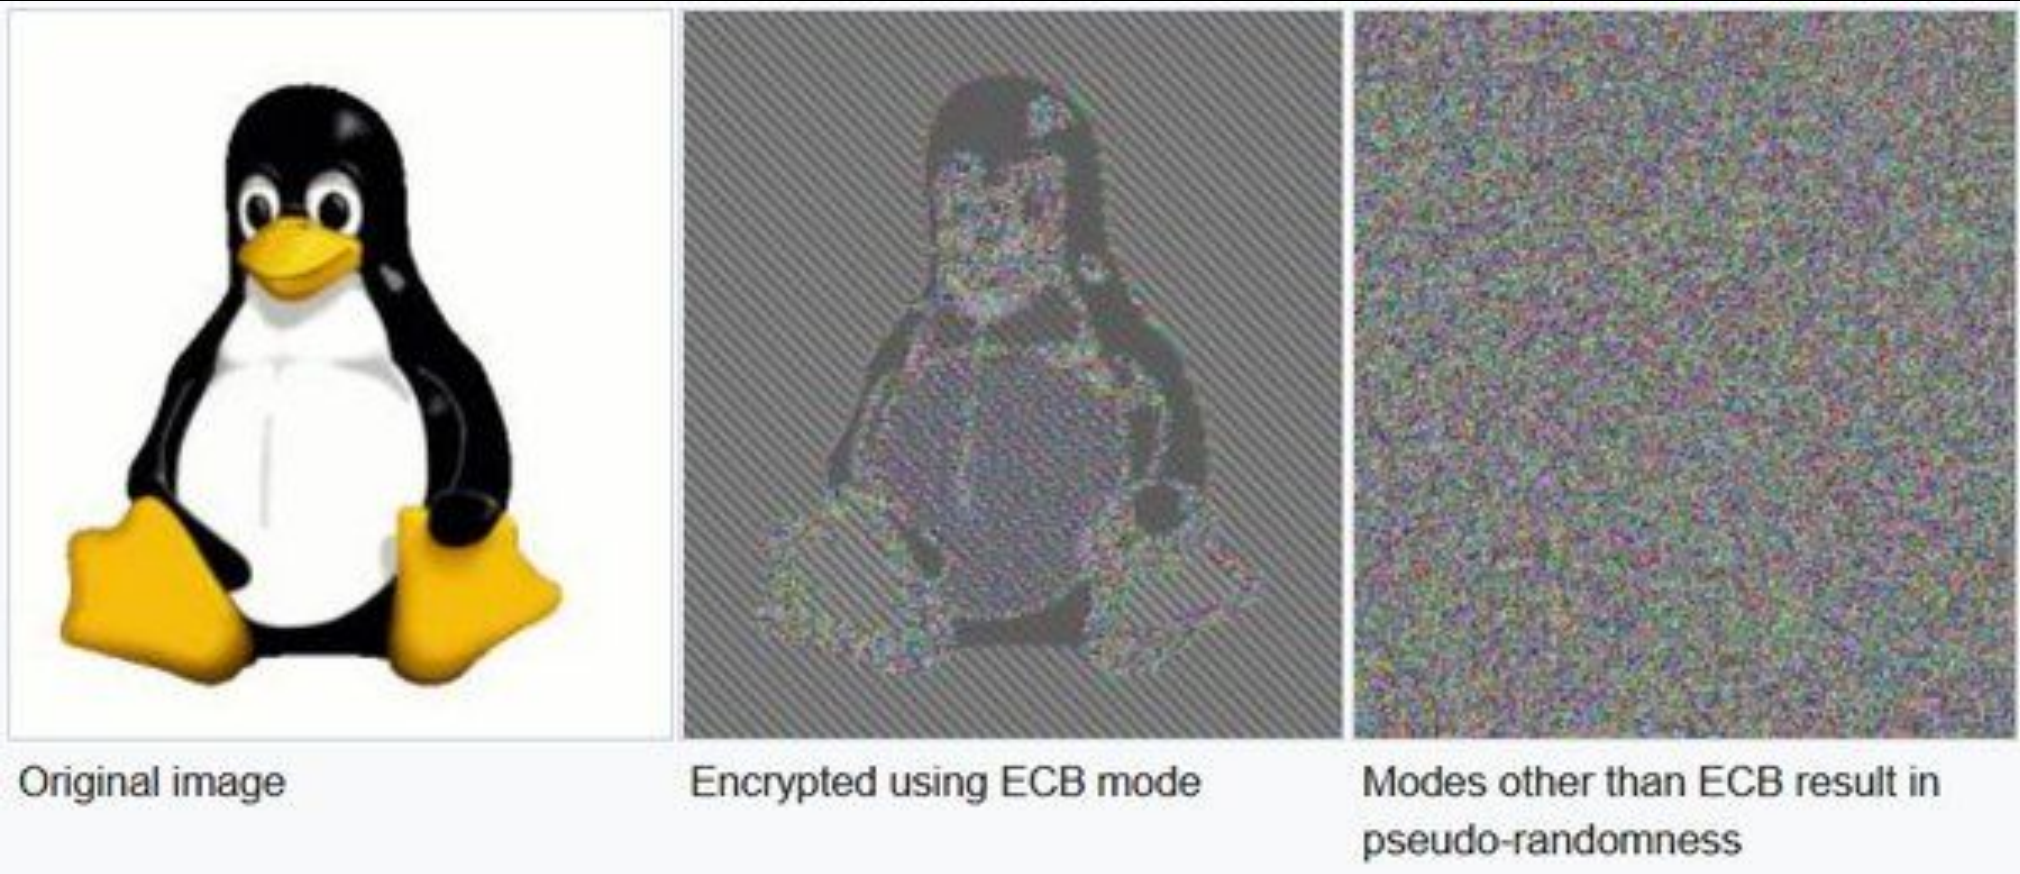 Original image
Encrypted using ECB mode
Modes other than ECB result in
pseudo-randomness